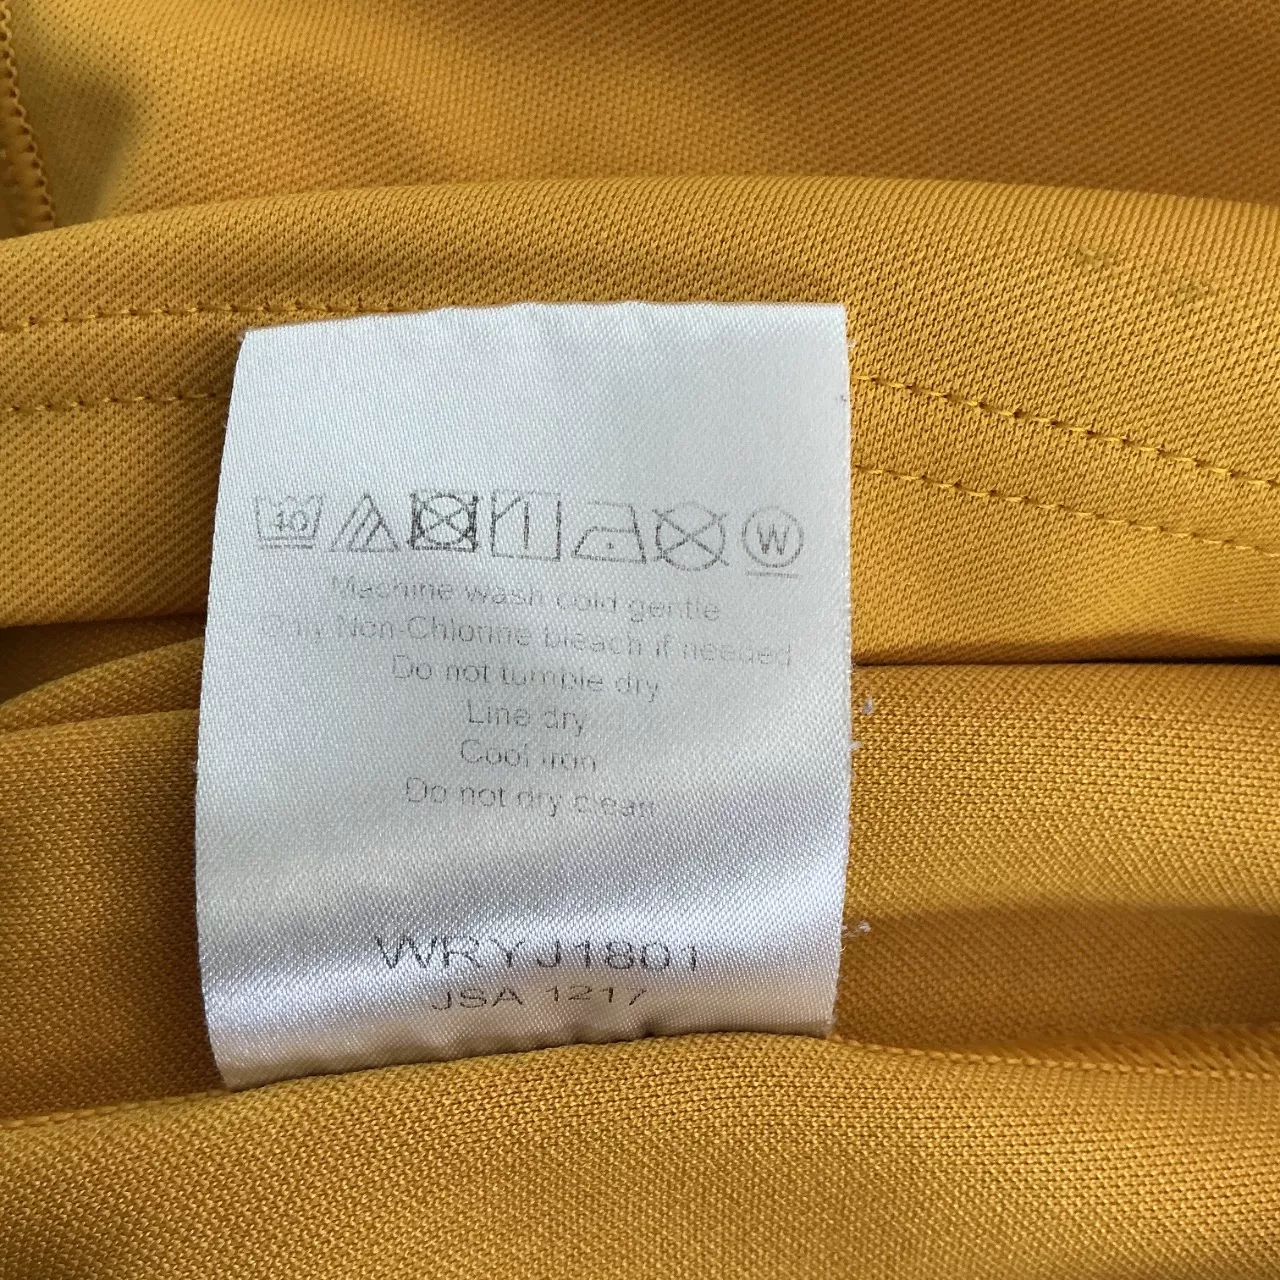 40
W
Machine wash cold gentle
Only Non-Chlorine bleach if needed
Do not tumble dry
Line dry
Cool iron
Do not dry clean
WRYJ1801
JSA 1217